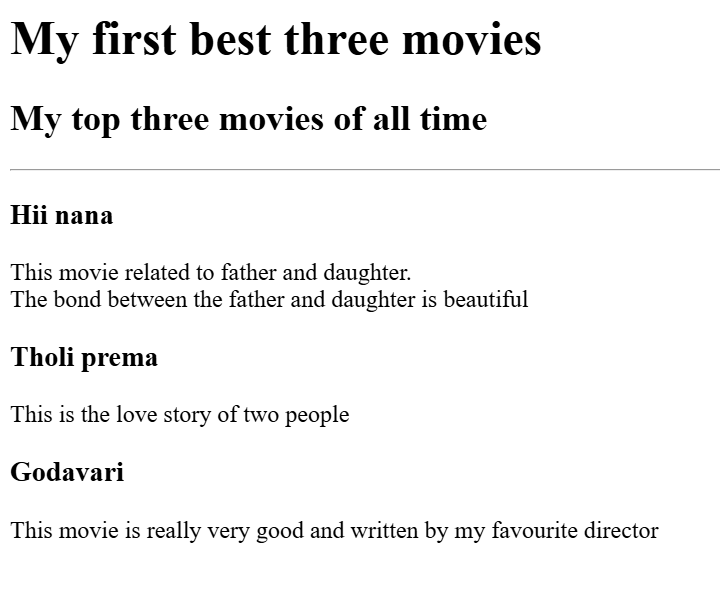 My first best three movies
My top three movies of all time
Hii nana
This movie related to father and daughter.
The bond between the father and daughter is beautiful
Tholi prema
This is the love story of two people
Godavari
This movie is really very good and written by my favourite director